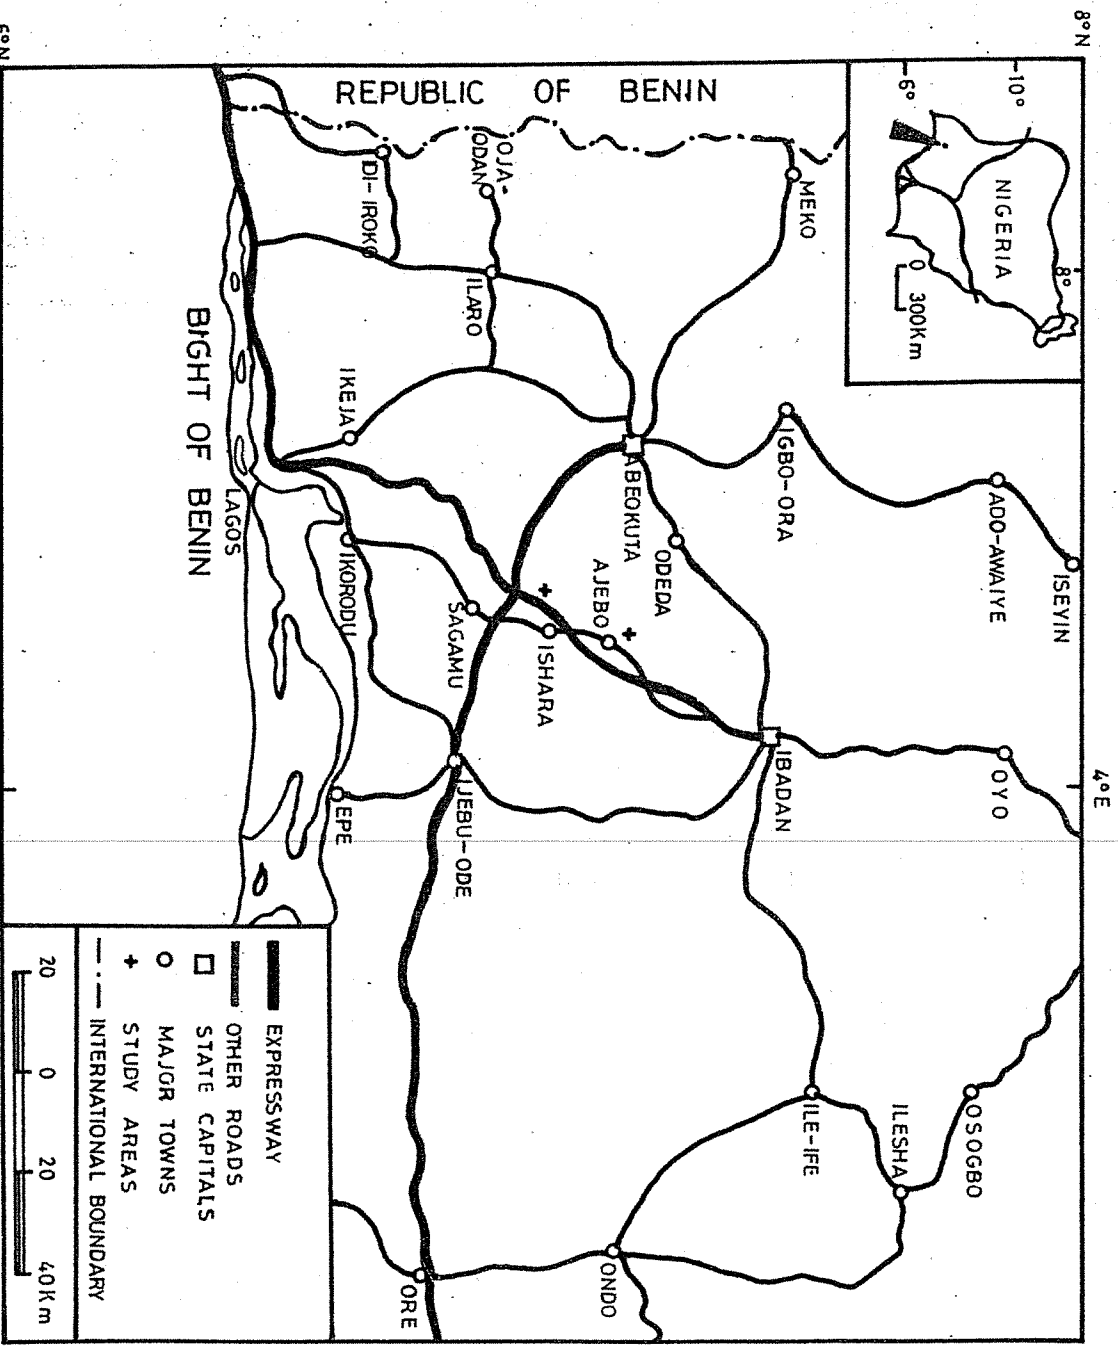 8°N
6°N
4°E
REPUBLIC OF BENIN
10°
6°
8°
NIGERIA
0 300Km
MEKO
OJA-
ODAN
IDI-IROKO
ILARO
IKEJA
IGBO-ORA
ADO-AWAIYE
ISEYIN
ABEOKUTA
ODEDA
AJEBO
ISHARA
SAGAMU
IKORODU
LAGOS
BIGHT OF BENIN
IBADAN
OYO
IJEBU-ODE
EPE
ILE-IFE
ILESHA
OSOGBO
ONDO
ORE
EXPRESSWAY
OTHER ROADS
STATE CAPITALS
MAJOR TOWNS
STUDY AREAS
INTERNATIONAL BOUNDARY
20 0 20 40Km